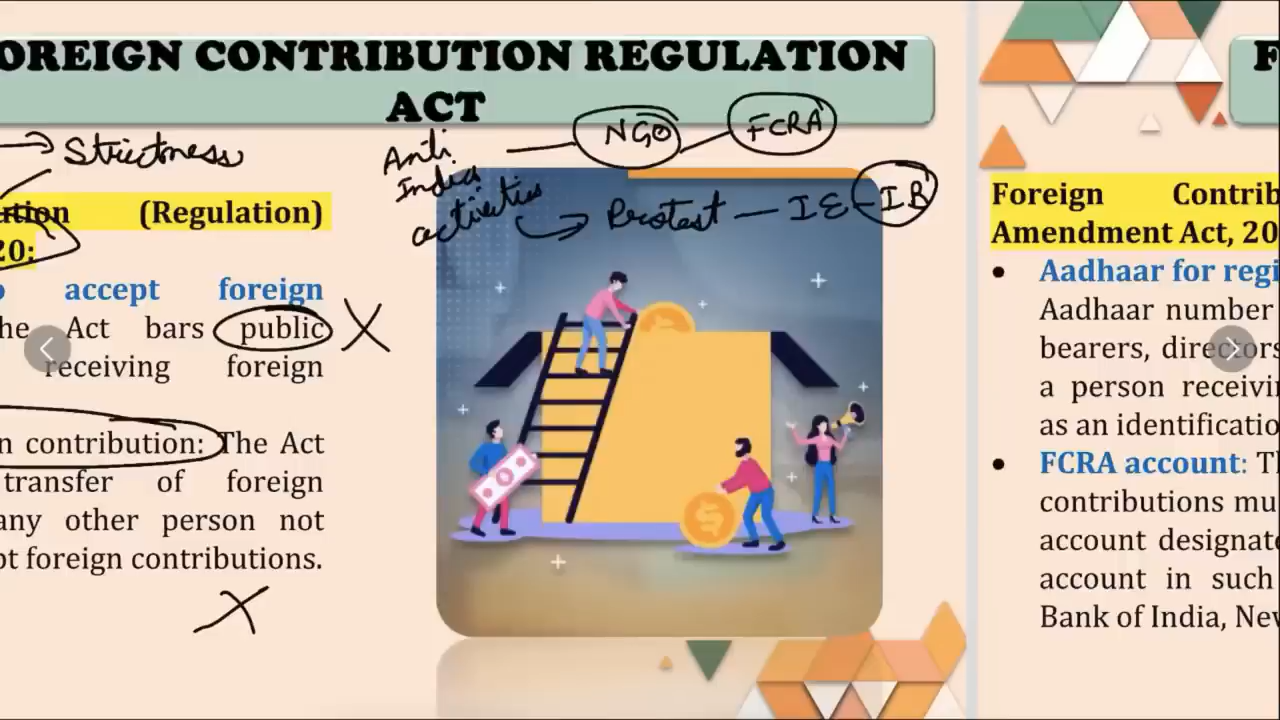 OREIGN CONTRIBUTION REGULATION
ACT
Strictness
Anti
India
activities
NGO
FCRA
Protest — IE – IB
ution (Regulation)
20:
accept foreign
he Act bars public
receiving foreign
n contribution: The Act
transfer of foreign
any other person not
pt foreign contributions.
F
Foreign Contrib
Amendment Act, 20
• Aadhaar for regi
Aadhaar number
bearers, directors
a person receivi
as an identificatio
• FCRA account: Th
contributions mu
account designate
account in such
Bank of India, New